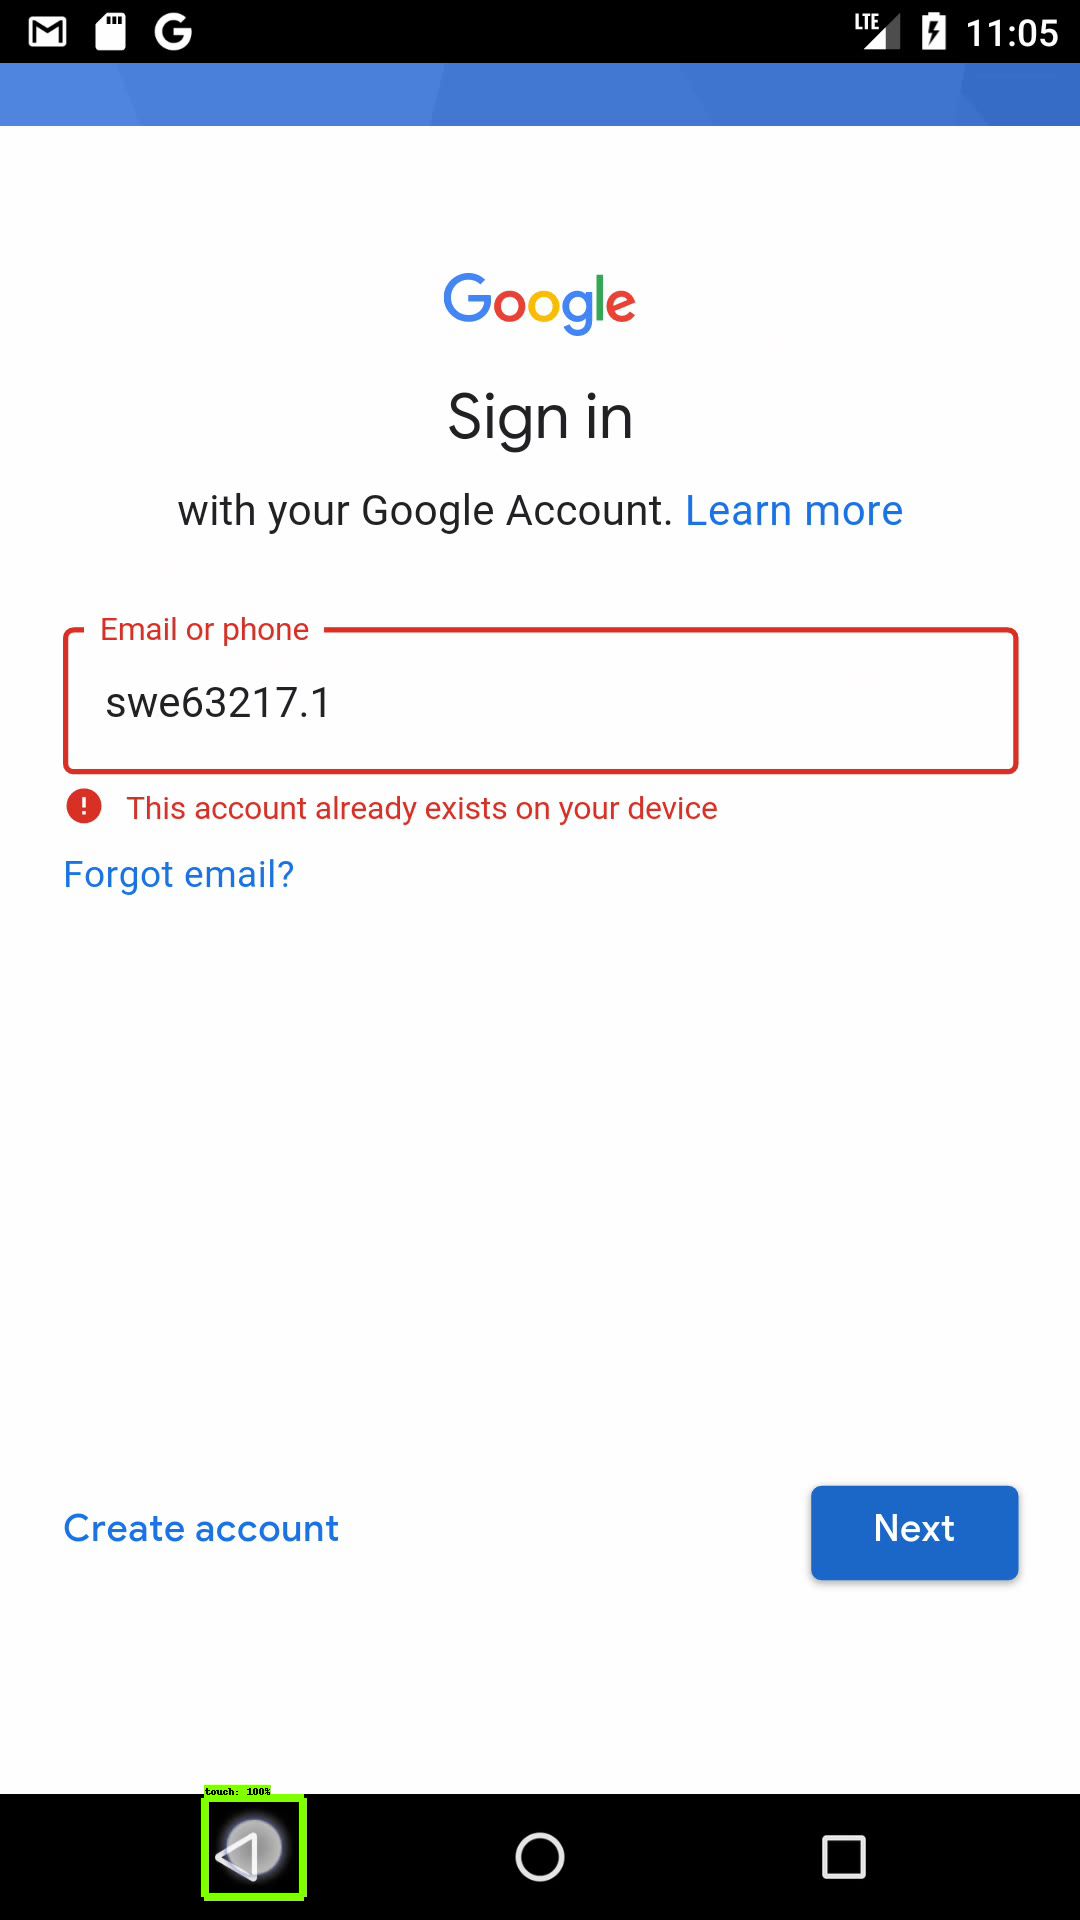 LTE 11:05
Google
Sign in
with your Google Account. Learn more
Email or phone
swe63217.1
This account already exists on your device
Forgot email?
Create account
Next
touch: 100%